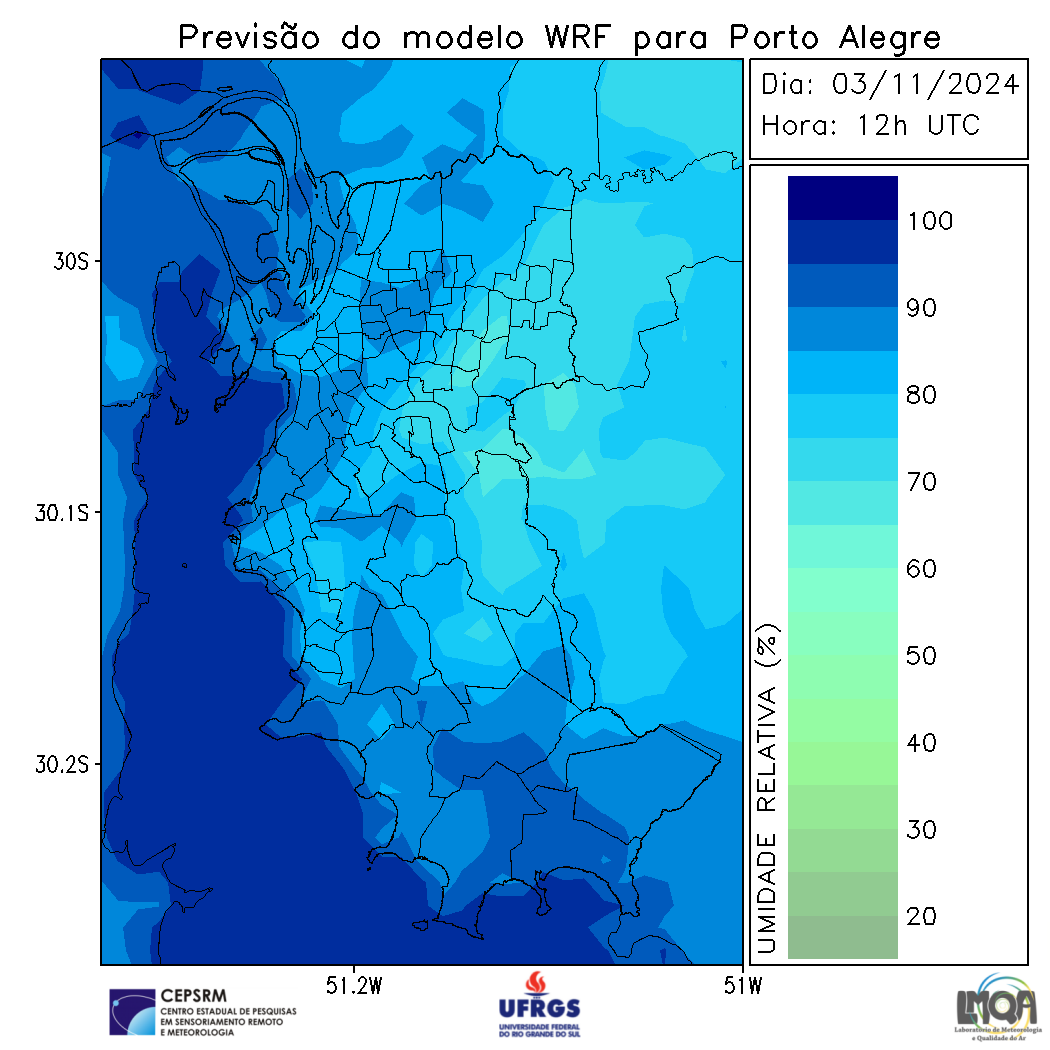 Previsão do modelo WRF para Porto Alegre
Dia: 03/11/2024
Hora: 12h UTC
30S
30.1S
30.2S
51.2W
51W
100
90
80
70
60
50
40
30
20
UMIDADE RELATIVA (%)
CEPSRM
CENTRO ESTADUAL DE PESQUISAS
EM SENSORIAMENTO REMOTO
E METEOROLOGIA
UFRGS
UNIVERSIDADE FEDERAL
DO RIO GRANDE DO SUL
LMQA
Laboratório de Meteorologia
e Qualidade do Ar